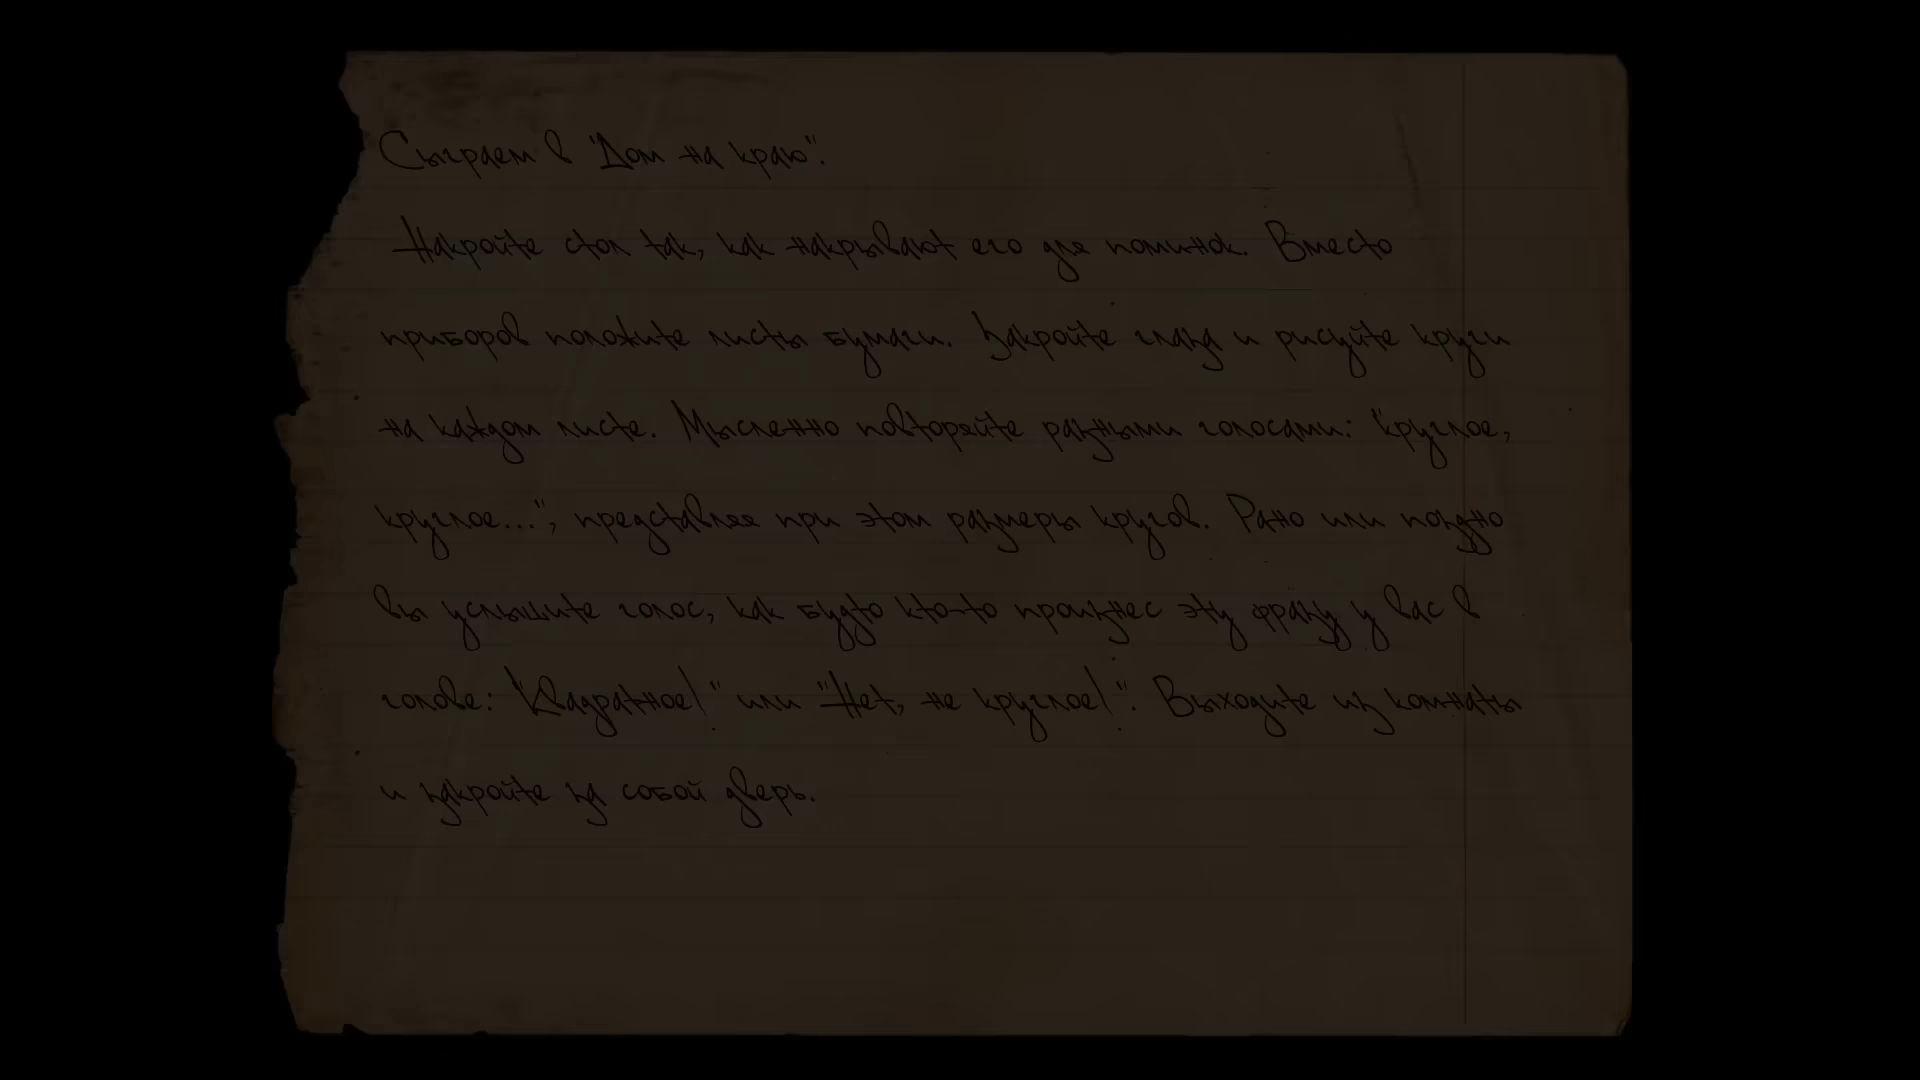 Сыграем в "Дом на краю".
Накройте стол так, как накрывают его для поминок. Вместо
приборов положите листы бумаги. Закройте глаза и рисуйте круги
на каждом листе. Мысленно повторяйте разными голосами: "круглое,
круглое...", представляя при этом размеры кругов. Рано или поздно
вы услышите голос, как будто кто-то произнес эту фразу у вас в
голове: "Квадратное!" или "Нет, не круглое!". Выходите из комнаты
и закройте за собой дверь.